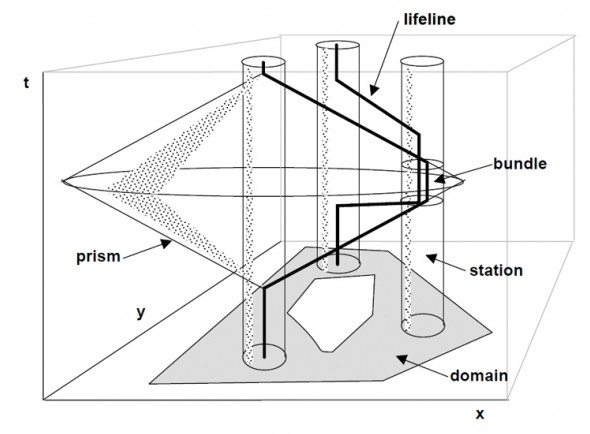 lifeline
t
bundle
prism
station
y
domain
x